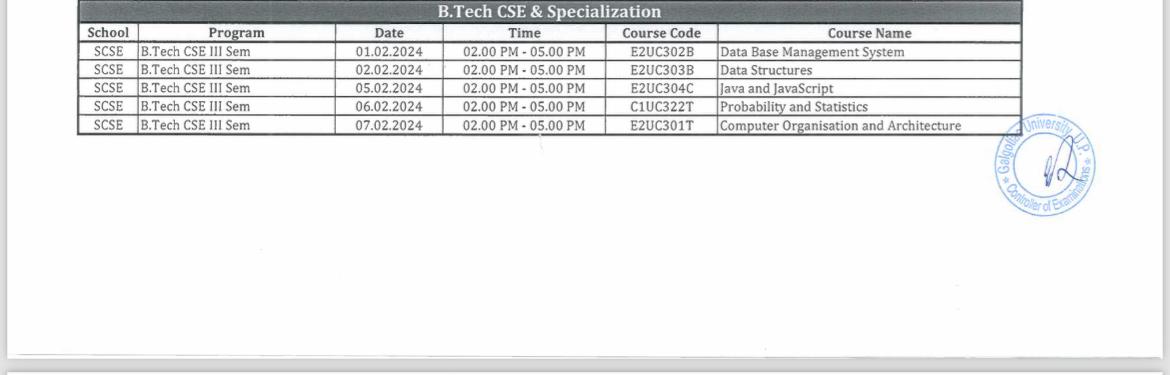 B.Tech CSE & Specialization
School Program Date Time Course Code Course Name
SCSE B.Tech CSE III Sem 01.02.2024 02.00 PM - 05.00 PM E2UC302B Data Base Management System
SCSE B.Tech CSE III Sem 02.02.2024 02.00 PM - 05.00 PM E2UC303B Data Structures
SCSE B.Tech CSE III Sem 05.02.2024 02.00 PM - 05.00 PM E2UC304C Java and JavaScript
SCSE B.Tech CSE III Sem 06.02.2024 02.00 PM - 05.00 PM C1UC322T Probability and Statistics
SCSE B.Tech CSE III Sem 07.02.2024 02.00 PM - 05.00 PM E2UC301T Computer Organisation and Architecture
Galgotias University, U.P.
* Controller of Examinations *